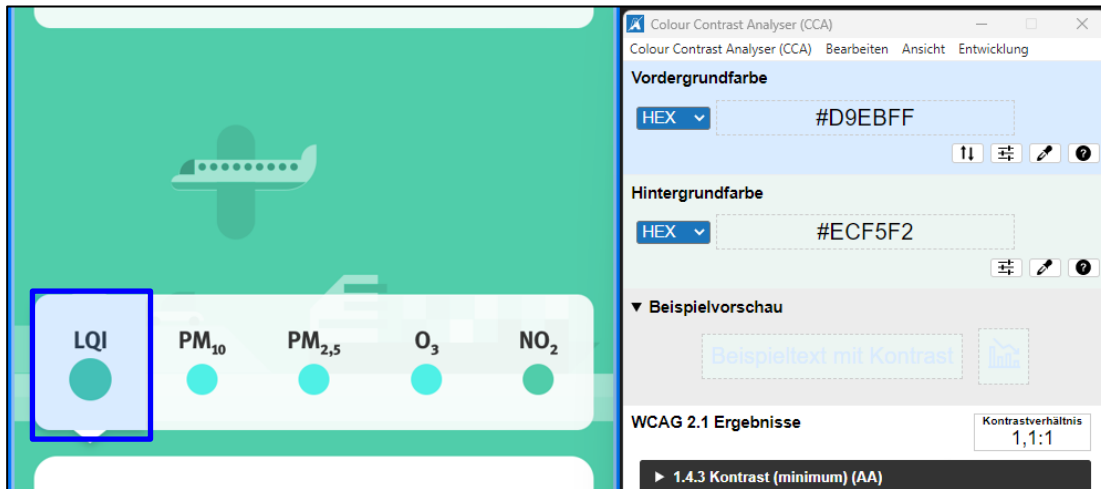 LQI
PM10
PM2,5
O3
NO2
Colour Contrast Analyser (CCA)
Colour Contrast Analyser (CCA) Bearbeiten Ansicht Entwicklung
Vordergrundfarbe
HEX
#D9EBFF
Hintergrundfarbe
HEX
#ECF5F2
▼ Beispielvorschau
Beispieltext mit Kontrast
WCAG 2.1 Ergebnisse
Kontrastverhältnis
1,1:1
▶ 1.4.3 Kontrast (minimum) (AA)